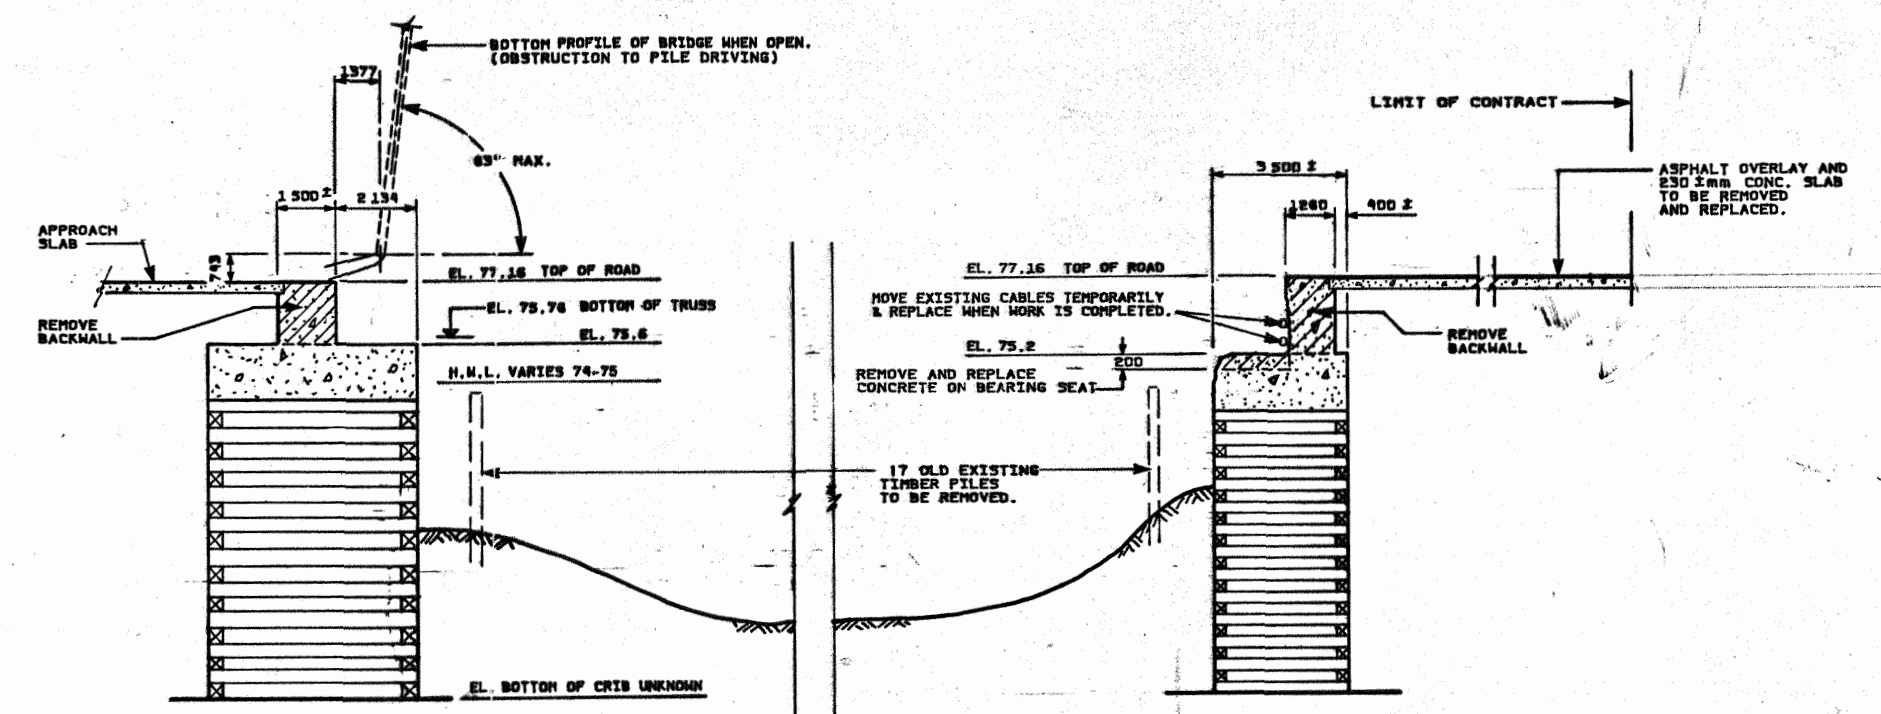 BOTTOM PROFILE OF BRIDGE WHEN OPEN.
(OBSTRUCTION TO PILE DRIVING)
1377
83° MAX.
1 500 ±
2 134
APPROACH
SLAB
743
EL. 77.16 TOP OF ROAD
EL. 75.76 BOTTOM OF TRUSS
REMOVE
BACKWALL
EL. 75.6
H.W.L. VARIES 74-75
EL. BOTTOM OF CRIB UNKNOWN
LIMIT OF CONTRACT
3 500 ±
ASPHALT OVERLAY AND
230 ±mm CONC. SLAB
TO BE REMOVED
AND REPLACED.
1260
400 ±
EL. 77.16 TOP OF ROAD
MOVE EXISTING CABLES TEMPORARILY
& REPLACE WHEN WORK IS COMPLETED.
REMOVE
BACKWALL
EL. 75.2
200
REMOVE AND REPLACE
CONCRETE ON BEARING SEAT
17 OLD EXISTING
TIMBER PILES
TO BE REMOVED.